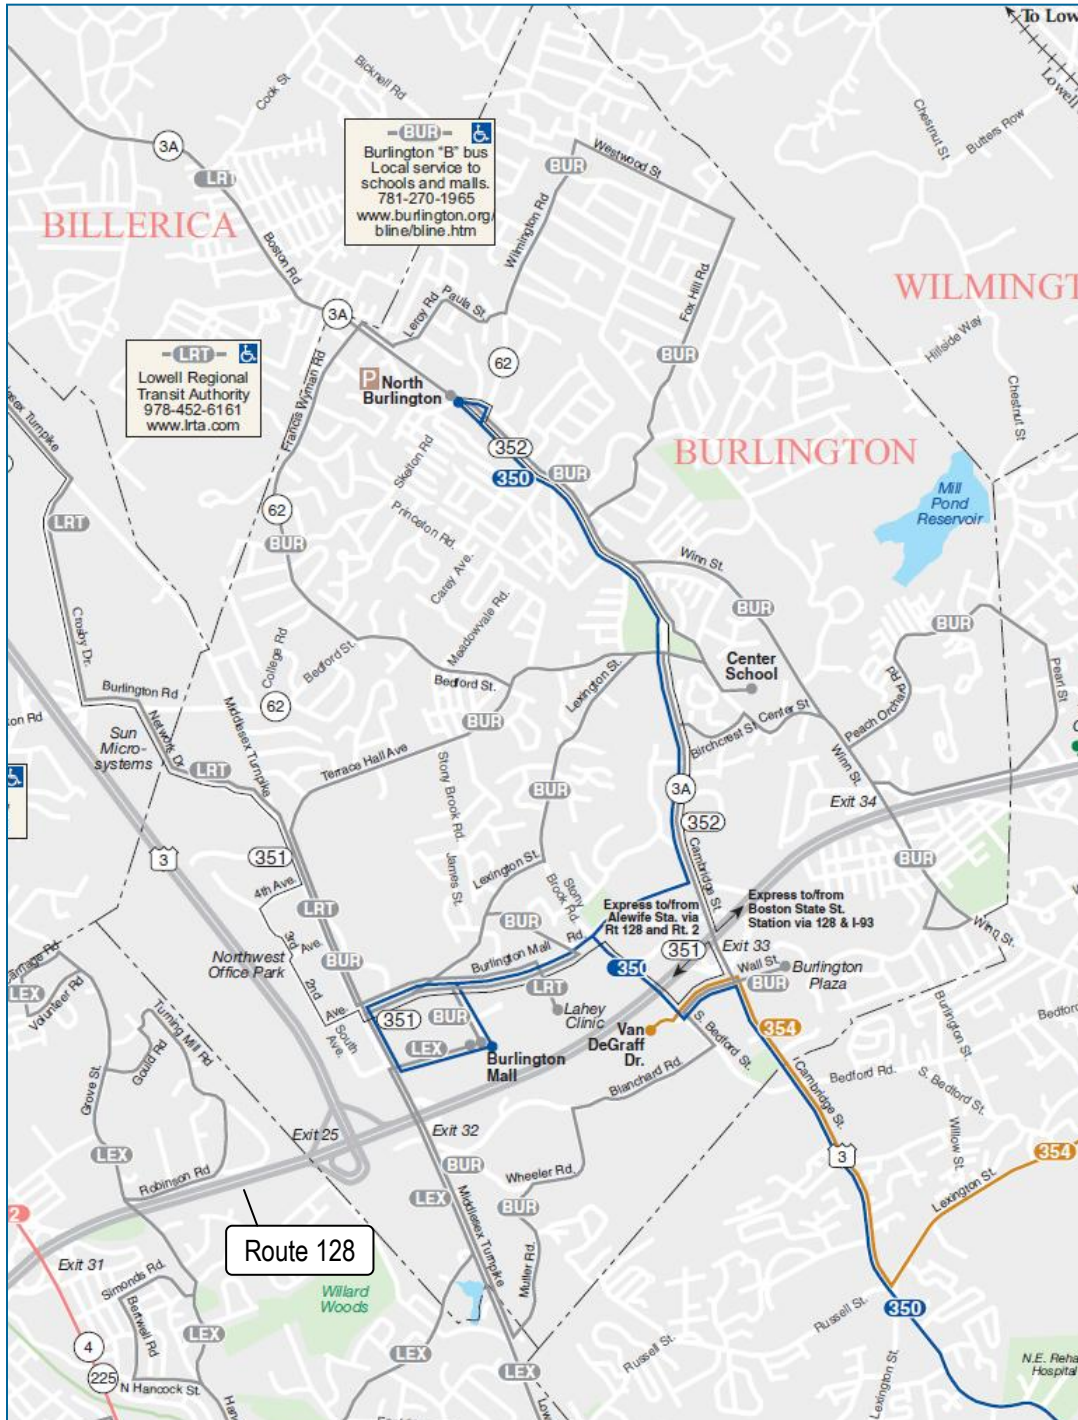 To Low
Lowell
Bicknell Rd
Cook St
Chestnut St
Butters Row
3A
LRT
BUR
Burlington "B" bus
Local service to
schools and malls.
781-270-1965
www.burlington.org/
bline/bline.htm
BUR
Westwood St
BILLERICA
Wilmington Rd
Boston Rd
Fox Hill Rd
WILMINGT
Paula St.
Leroy Rd
3A
Hillside Way
LRT
Lowell Regional
Transit Authority
978-452-6161
www.lrta.com
62
BUR
Francis Wyman Rd
P North
Burlington
Chestnut St
sex Turnpike
352
BURLINGTON
Skelton Rd
350
BUR
Mill
Pond
Reservoir
62
LRT
Princeton Rd.
BUR
Winn St.
Carey Ave.
BUR
Crosby Dr.
Meadowvale Rd.
BUR
College Rd
Bedford St.
Center
School
Lexington St.
Bedford St.
Peach Orchard Rd
Pearl St
Burlington Rd
62
BUR
Birchcrest St
Center St
on Rd
Network Dr.
Middlesex Turnpike
Sun
Micro-
systems
LRT
Terrace Hall Ave
Winn St.
Stony Brook Rd.
BUR
3A
Exit 34
352
3
351
Cambridge St.
BUR
James St.
Lexington St.
4th Ave.
Stony
Brook Rd.
LRT
BUR
Express to/from
Alewife Sta. via
Rt 128 and Rt. 2
Express to/from
Boston State St.
Station via 128 & I-93
Winn St.
3rd Ave.
Burlington Mall Rd
351
Exit 33
Northwest
Office Park
BUR
350
Wall St.
Burlington
Plaza
Carriage Rd
LEX
Volunteer Rd
2nd Ave.
LRT
BUR
Lahey
Clinic
351
BUR
South Ave.
Turning Mill Rd
Gould Rd
LEX
Burlington
Mall
Van
DeGraff
Dr.
S. Bedford St.
354
Burlington St.
Bedford
Blanchard Rd.
Cambridge St.
Bedford Rd.
S. Bedford St.
Grove St.
Exit 25
Exit 32
Willow St.
LEX
BUR
3
354
Robinson Rd
LEX
Wheeler Rd.
Lexington St.
BUR
Middlesex Turnpike
2
Route 128
Exit 31
Simonds Rd.
Muller Rd.
Willard
Woods
Bertwell Rd
350
Russell St.
LEX
4
Russell St.
225
LEX
N.E. Reha
Hospital
N Hancock St.
Lexington St.
Han
Low